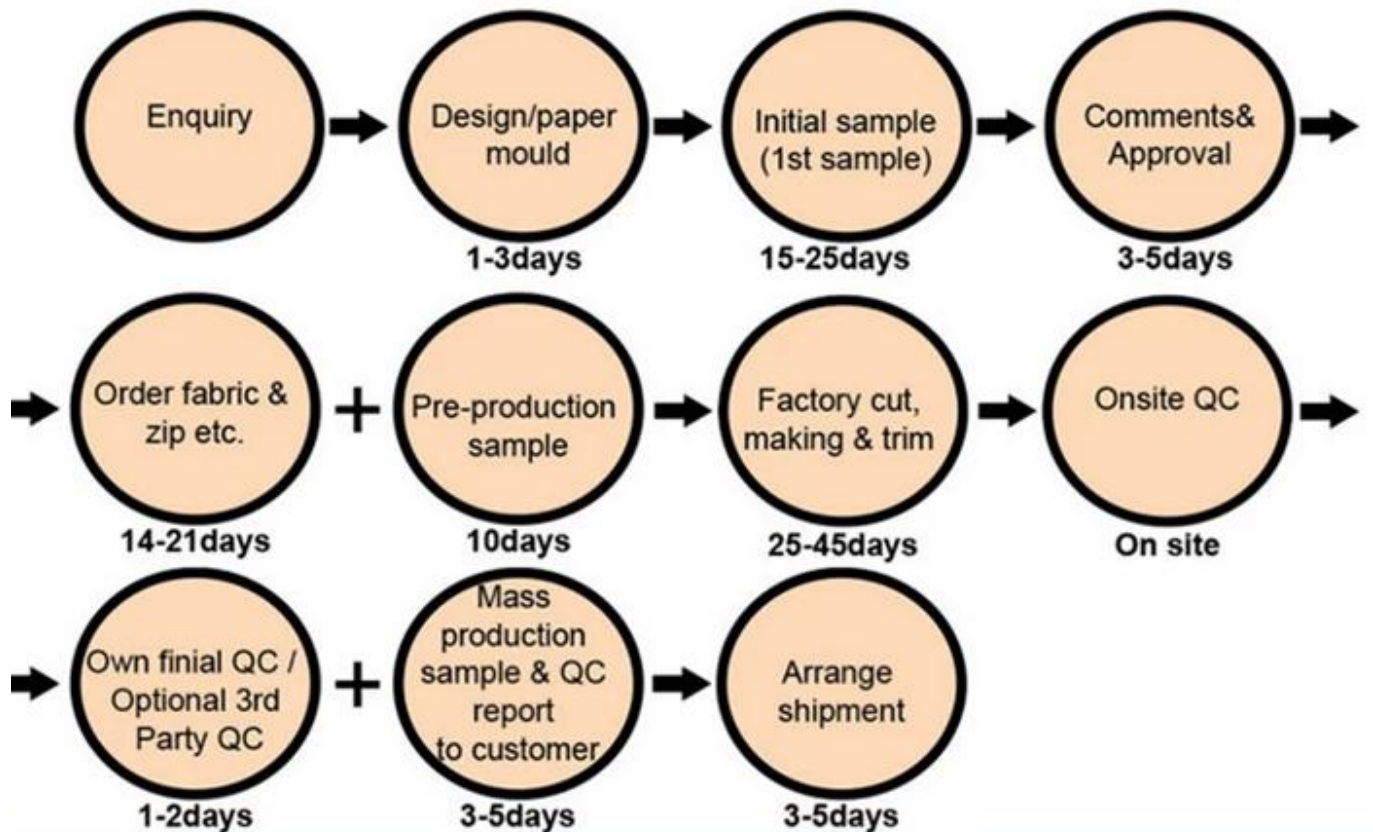 Enquiry
Design/paper
mould
1-3days
Initial sample
(1st sample)
15-25days
Comments&
Approval
3-5days
Order fabric &
zip etc.
14-21days
+
Pre-production
sample
10days
Factory cut,
making & trim
25-45days
Onsite QC
On site
Own finial QC /
Optional 3rd
Party QC
1-2days
+
Mass
production
sample & QC
report
to customer
3-5days
Arrange
shipment
3-5days